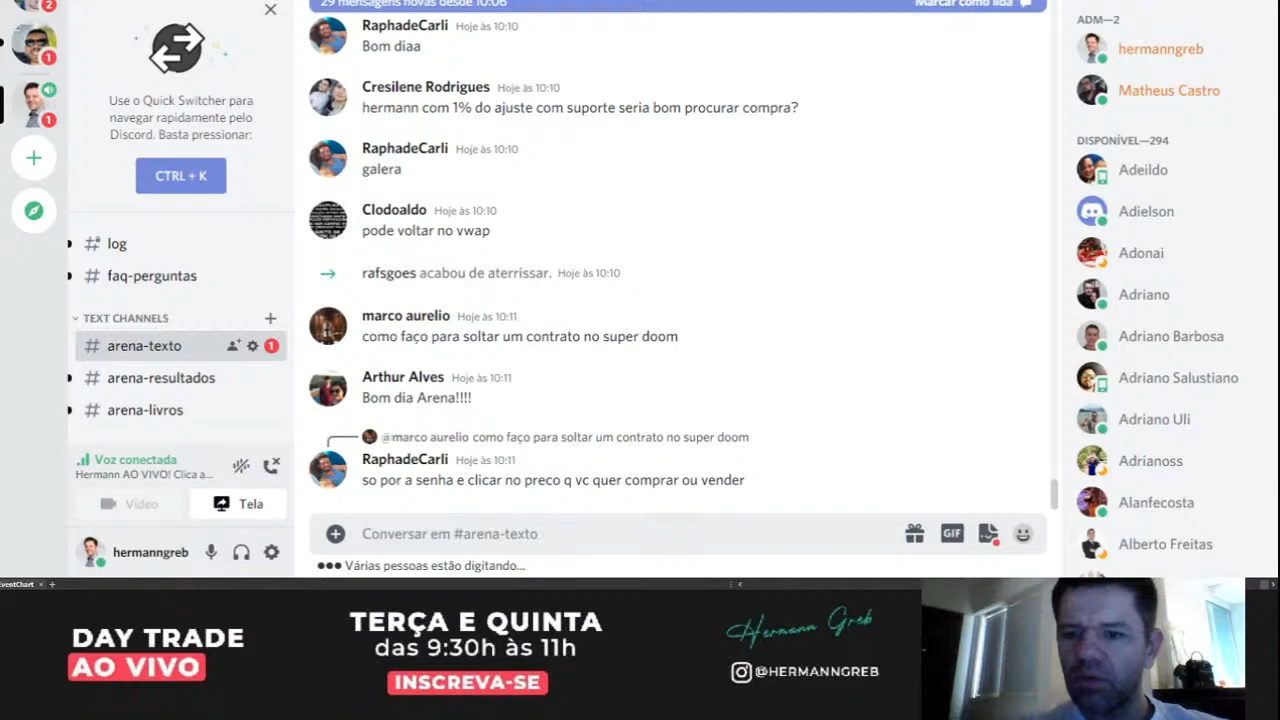 2
1
1
Use o Quick Switcher para
navegar rapidamente pelo
Discord. Basta pressionar:
CTRL + K
log
faq-perguntas
TEXT CHANNELS
arena-texto 1
arena-resultados
arena-livros
Voz conectada
Hermann AO VIVO! Clica a...
Vídeo Tela
hermanngreb
29 mensagens novas desde 10:06 Marcar como lida
RaphadeCarli Hoje às 10:10
Bom diaa
Cresilene Rodrigues Hoje às 10:10
hermann com 1% do ajuste com suporte seria bom procurar compra?
RaphadeCarli Hoje às 10:10
galera
Clodoaldo Hoje às 10:10
pode voltar no vwap
rafsgoes acabou de aterrissar. Hoje às 10:10
marco aurelio Hoje às 10:11
como faço para soltar um contrato no super doom
Arthur Alves Hoje às 10:11
Bom dia Arena!!!!
@marco aurelio como faço para soltar um contrato no super doom
RaphadeCarli Hoje às 10:11
so por a senha e clicar no preco q vc quer comprar ou vender
Conversar em #arena-texto
GIF
Várias pessoas estão digitando...
ADM—2
hermanngreb
Matheus Castro
DISPONÍVEL—294
Adeildo
Adielson
Adonai
Adriano
Adriano Barbosa
Adriano Salustiano
Adriano Uli
Adrianoss
Alanfecosta
Alberto Freitas
EventChart × +
DAY TRADE
AO VIVO
TERÇA E QUINTA
das 9:30h às 11h
INSCREVA-SE
Hermann Greb
@HERMANNGREB